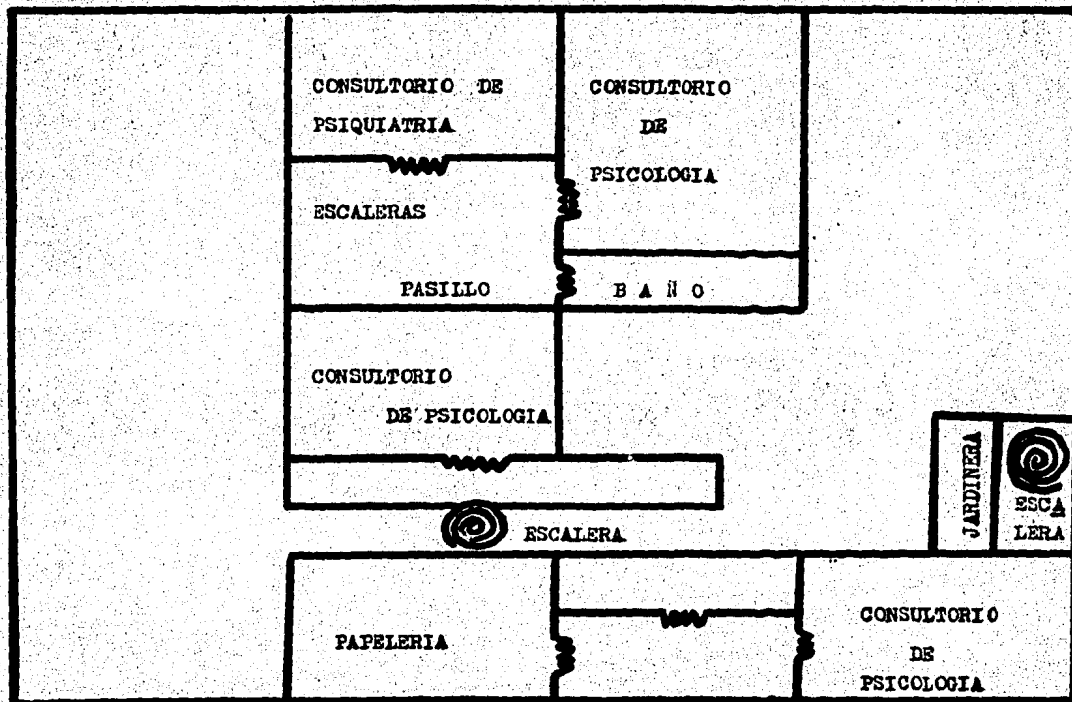 CONSULTORIO DE
PSIQUIATRIA
CONSULTORIO
DE
PSICOLOGIA
ESCALERAS
PASILLO
B A Ñ O
CONSULTORIO
DE PSICOLOGIA
JARDINERA
ESCA
LERA
ESCALERA
PAPELERIA
CONSULTORIO
DE
PSICOLOGIA